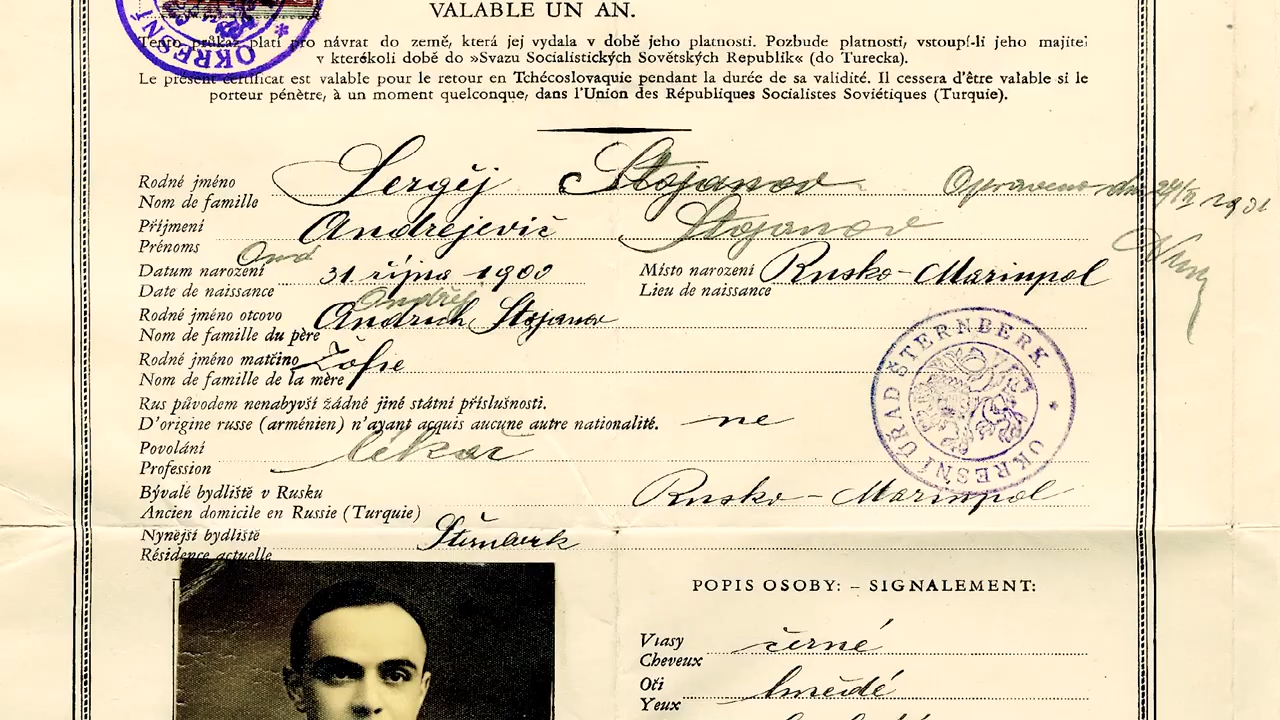 VALABLE UN AN.
Tento průkaz platí pro návrat do země, která jej vydala v době jeho platnosti. Pozbude platnosti, vstoupí-li jeho majitel
v kterékoli době do »Svazu Socialistických Sovětských Republik« (do Turecka).
Le présent certificat est valable pour le retour en Tchécoslovaquie pendant la durée de sa validité. Il cessera d'être valable si le
porteur pénètre, à un moment quelconque, dans l'Union des Républiques Socialistes Soviétiques (Turquie).
Rodné jméno Sergěj Stojanov Opraveno dne
Nom de famille
Příjmení Andrejevič Stojanov
Prénoms
Datum narození 31 října 1900 Místo narození Rusko-Mariupol
Date de naissance Lieu de naissance
Ondřej
Rodné jméno otcovo Andrech Stojanov
Nom de famille du père
Rodné jméno matčino Žofie
Nom de famille de la mère
Rus původem nenabyvší žádné jiné státní příslušnosti.
D'origine russe (arménien) n'ayant acquis aucune autre nationalité. ne
Povolání lékař
Profession
Bývalé bydliště v Rusku Rusko-Mariupol
Ancien domicile en Russie (Turquie)
Nynější bydliště Šternberk
Résidence actuelle
OKRESNÍ ÚŘAD ŠTERNBERK
OKRESNÍ
POPIS OSOBY: – SIGNALEMENT:
Vlasy černé
Cheveux
Oči hnědé
Yeux